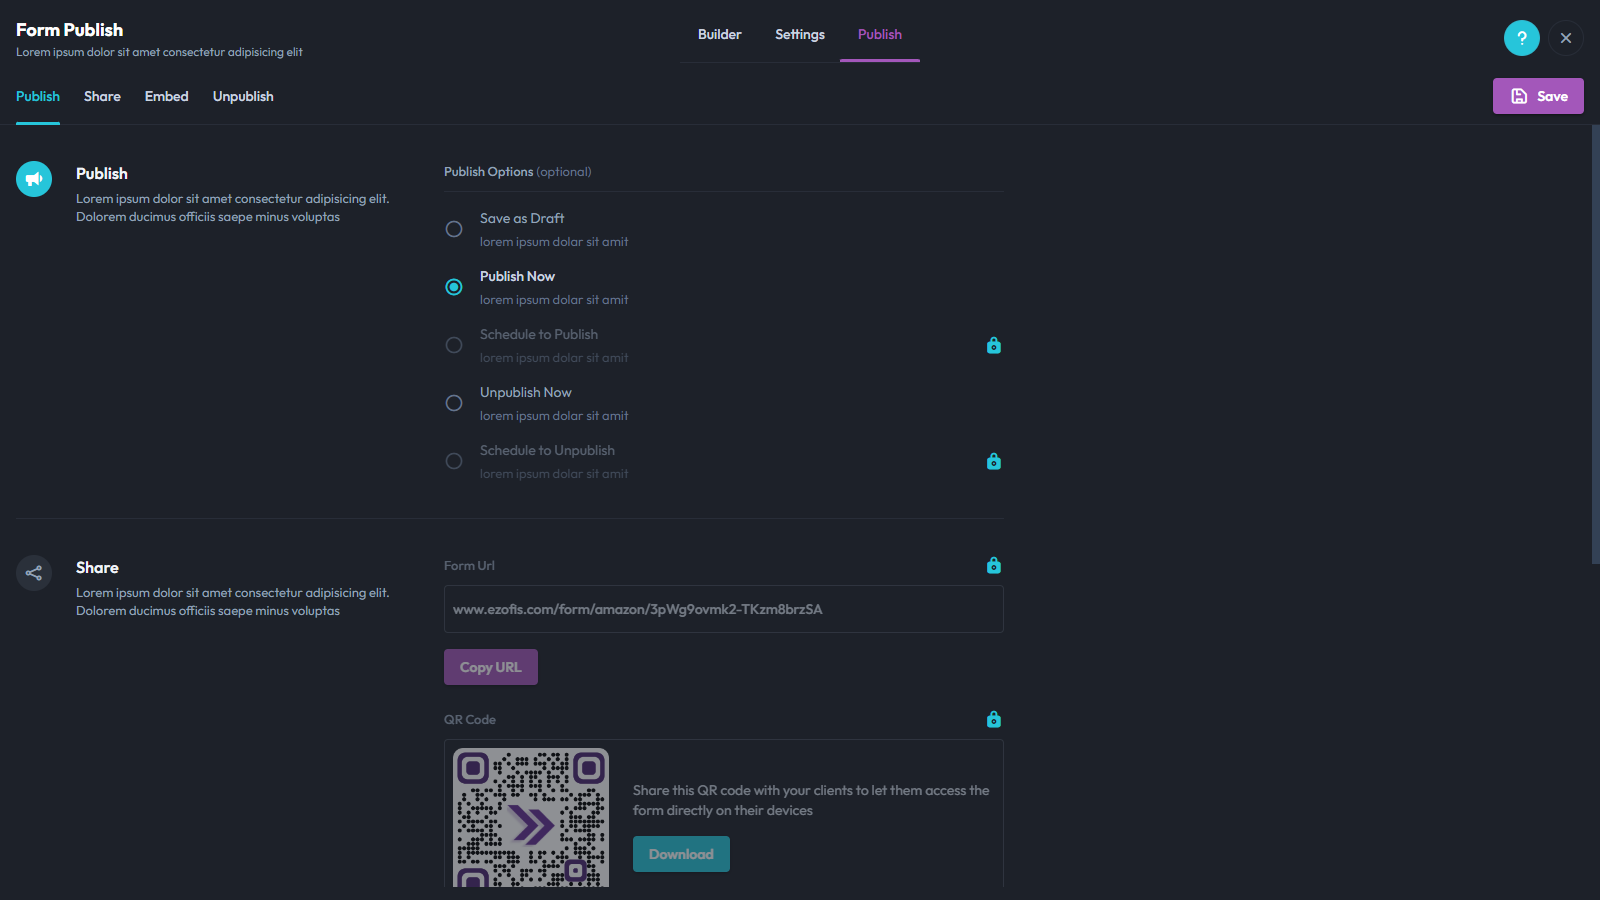 Form Publish
Lorem ipsum dolor sit amet consectetur adipisicing elit
Builder
Settings
Publish
?
Publish
Share
Embed
Unpublish
Save
Publish
Lorem ipsum dolor sit amet consectetur adipisicing elit.
Dolorem ducimus officiis saepe minus voluptas
Publish Options (optional)
Save as Draft
lorem ipsum dolar sit amit
Publish Now
lorem ipsum dolar sit amit
Schedule to Publish
lorem ipsum dolar sit amit
Unpublish Now
lorem ipsum dolar sit amit
Schedule to Unpublish
lorem ipsum dolar sit amit
Share
Lorem ipsum dolor sit amet consectetur adipisicing elit.
Dolorem ducimus officiis saepe minus voluptas
Form Url
www.ezofis.com/form/amazon/3pWg9ovmk2-TKzm8brzSA
Copy URL
QR Code
Share this QR code with your clients to let them access the
form directly on their devices
Download